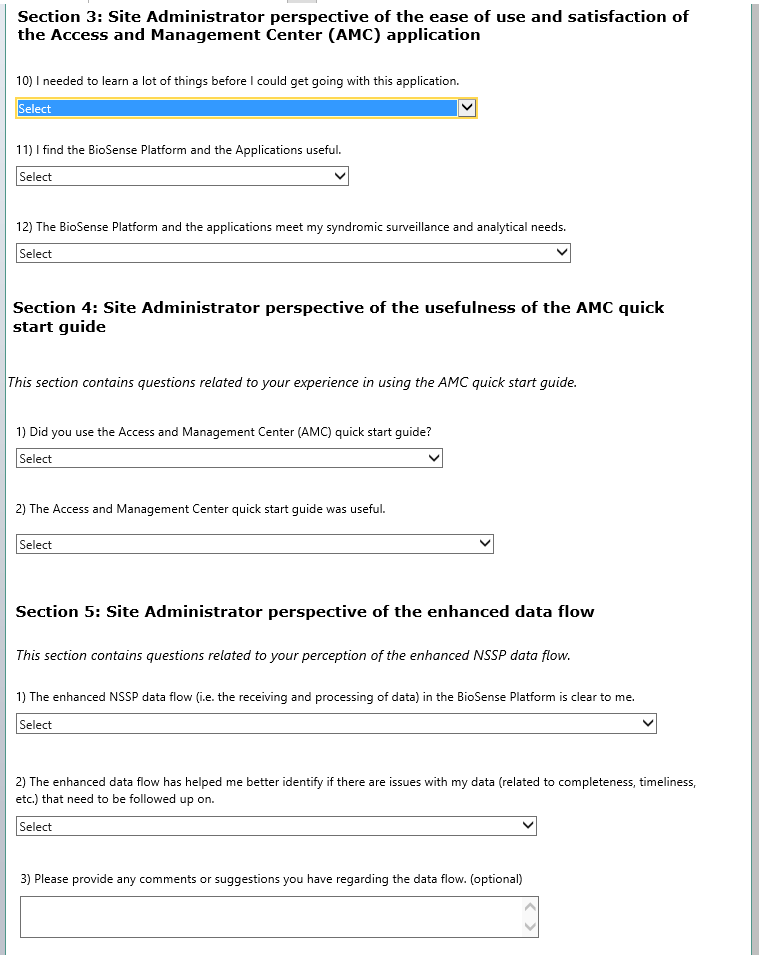 Section 3: Site Administrator perspective of the ease of use and satisfaction of
the Access and Management Center (AMC) application
10) I needed to learn a lot of things before I could get going with this application.
Select
11) I find the BioSense Platform and the Applications useful.
Select
12) The BioSense Platform and the applications meet my syndromic surveillance and analytical needs.
Select
Section 4: Site Administrator perspective of the usefulness of the AMC quick
start guide
This section contains questions related to your experience in using the AMC quick start guide.
1) Did you use the Access and Management Center (AMC) quick start guide?
Select
2) The Access and Management Center quick start guide was useful.
Select
Section 5: Site Administrator perspective of the enhanced data flow
This section contains questions related to your perception of the enhanced NSSP data flow.
1) The enhanced NSSP data flow (i.e. the receiving and processing of data) in the BioSense Platform is clear to me.
Select
2) The enhanced data flow has helped me better identify if there are issues with my data (related to completeness, timeliness,
etc.) that need to be followed up on.
Select
3) Please provide any comments or suggestions you have regarding the data flow. (optional)